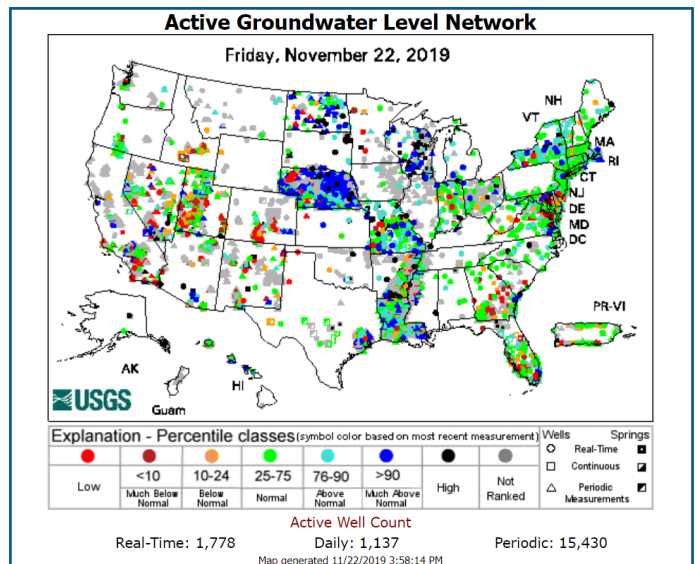 Active Groundwater Level Network
Friday, November 22, 2019
NH
VT
MA
RI
CT
NJ
DE
MD
DC
PR-VI
AK
HI
Guam
USGS
Explanation - Percentile classes (symbol color based on most recent measurement)
Low
<10
Much Below
Normal
10-24
Below
Normal
25-75
Normal
76-90
Above
Normal
>90
Much Above
Normal
High
Not
Ranked
Wells Springs
Real-Time
Continuous
Periodic
Measurements
Active Well Count
Real-Time: 1,778 Daily: 1,137 Periodic: 15,430
Map generated 11/22/2019 3:58:14 PM